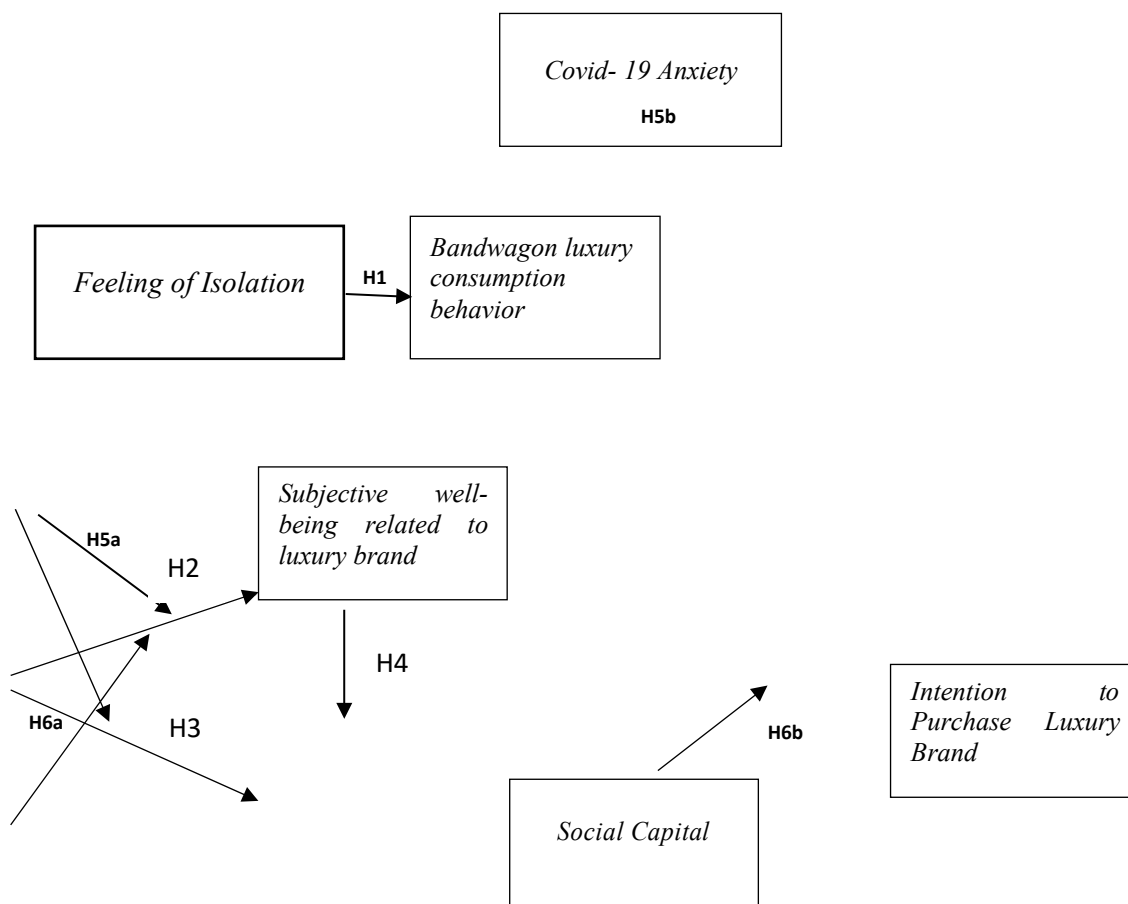 Covid- 19 Anxiety
H5b
Feeling of Isolation
H1
Bandwagon luxury
consumption
behavior
Subjective well-
being related to
luxury brand
H5a
H2
H4
H6a
H3
H6b
Intention to
Purchase Luxury
Brand
Social Capital